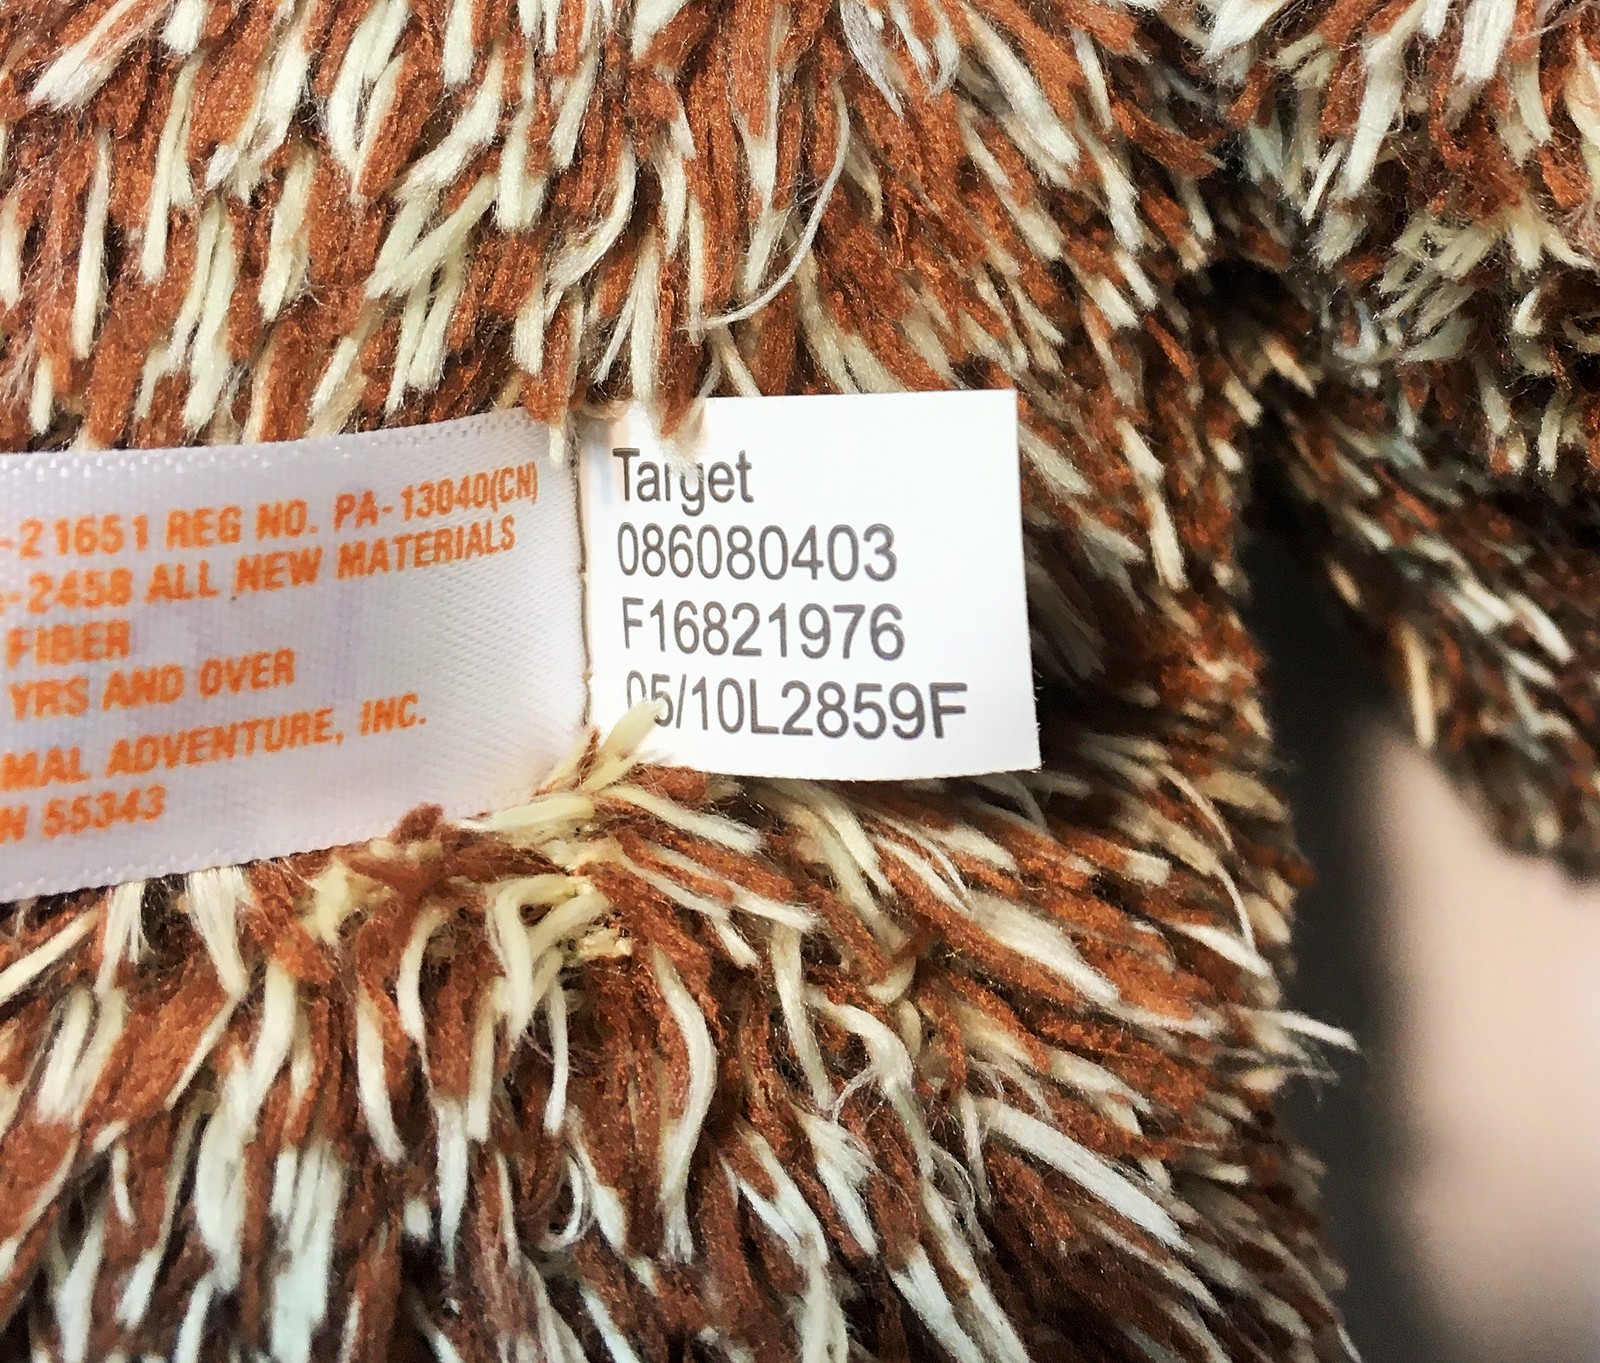 -21651 REG NO. PA-13040(CN)
-2458 ALL NEW MATERIALS
FIBER
YRS AND OVER
MAL ADVENTURE, INC.
N 55343
Target
086080403
F16821976
05/10L2859F